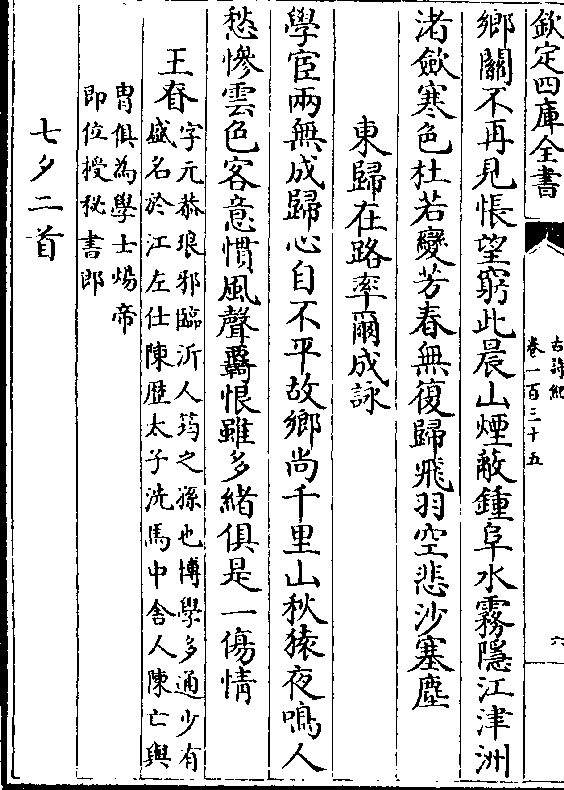 欽定四庫全書
古詩紀
卷一百三十五
六
鄉關不再見悵望窮此晨山煙蔽鍾阜水霧隱江津洲
渚斂寒色杜若變芳春無復歸飛羽空悲沙塞塵
東歸在路率爾成詠
學宦兩無成歸心自不平故鄉尚千里山秋猿夜鳴人
愁慘雲色客意慣風聲羇恨雖多緒俱是一傷情
王眘
字元恭琅邪臨沂人筠之孫也博學多通少有
盛名於江左仕陳歴太子洗馬中舍人陳亡與
胄俱為學士煬帝
即位授秘書郎
七夕二首